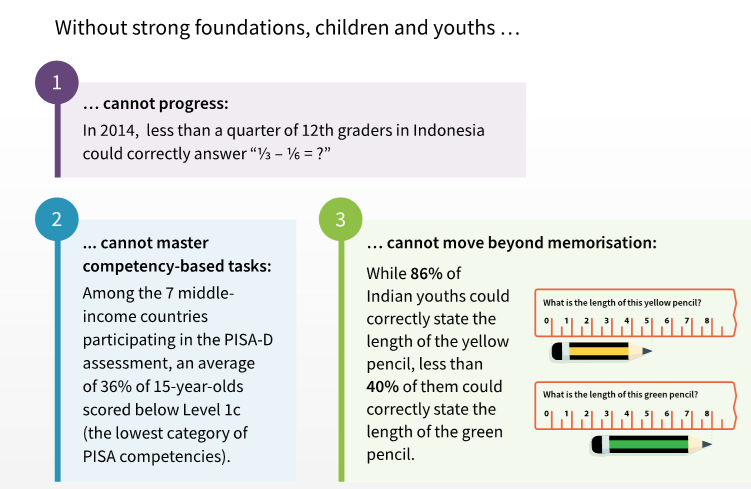 Without strong foundations, children and youths …
1
… cannot progress:
In 2014, less than a quarter of 12th graders in Indonesia
could correctly answer “⅓ – ⅙ = ?”
2
... cannot master
competency-based tasks:
Among the 7 middle-
income countries
participating in the PISA-D
assessment, an average
of 36% of 15-year-olds
scored below Level 1c
(the lowest category of
PISA competencies).
3
… cannot move beyond memorisation:
While 86% of
Indian youths could
correctly state the
length of the yellow
pencil, less than
40% of them could
correctly state the
length of the green
pencil.
What is the length of this yellow pencil?
0 1 2 3 4 5 6 7 8
What is the length of this green pencil?
0 1 2 3 4 5 6 7 8